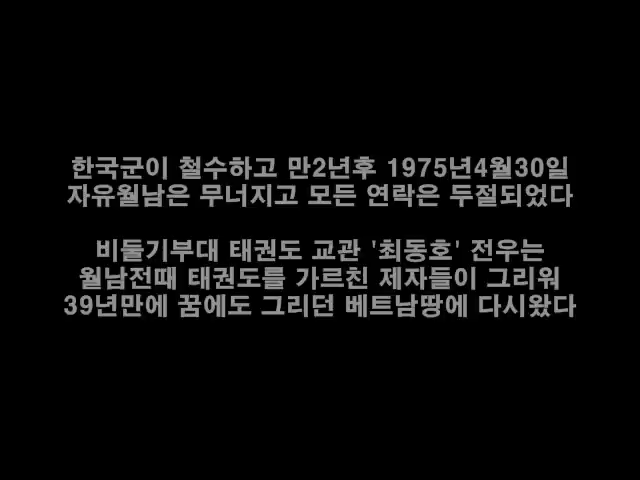 한국군이 철수하고 만2년후 1975년4월30일
자유월남은 무너지고 모든 연락은 두절되었다
비둘기부대 태권도 교관 '최동호' 전우는
월남전때 태권도를 가르친 제자들이 그리워
39년만에 꿈에도 그리던 베트남땅에 다시왔다